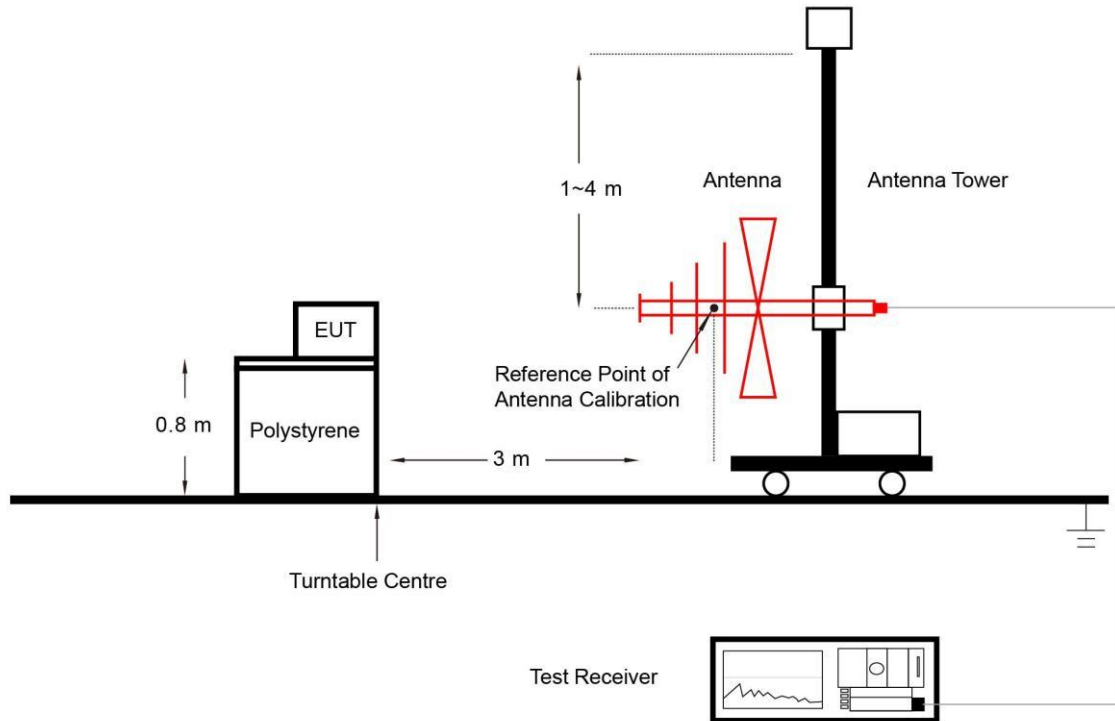 1~4 m
Antenna
Antenna Tower
EUT
Reference Point of
Antenna Calibration
0.8 m
Polystyrene
3 m
Turntable Centre
Test Receiver